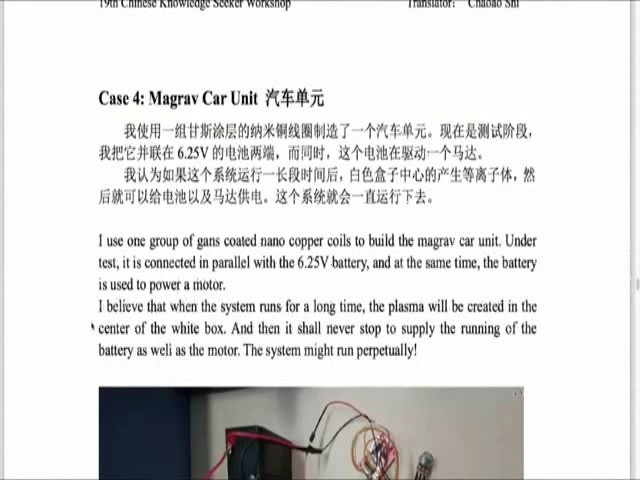 19th Chinese Knowledge Seeker Workshop Translator: Chaobo Shi
Case 4: Magrav Car Unit 汽车单元
我使用一组甘斯涂层的纳米铜线圈制造了一个汽车单元。现在是测试阶段，
我把它并联在 6.25V 的电池两端，而同时，这个电池在驱动一个马达。
我认为如果这个系统运行一长段时间后，白色盒子中心的产生等离子体，然
后就可以给电池以及马达供电。这个系统就会一直运行下去。
I use one group of gans coated nano copper coils to build the magrav car unit. Under
test, it is connected in parallel with the 6.25V battery, and at the same time, the battery
is used to power a motor.
I believe that when the system runs for a long time, the plasma will be created in the
center of the white box. And then it shall never stop to supply the running of the
battery as well as the motor. The system might run perpetually!